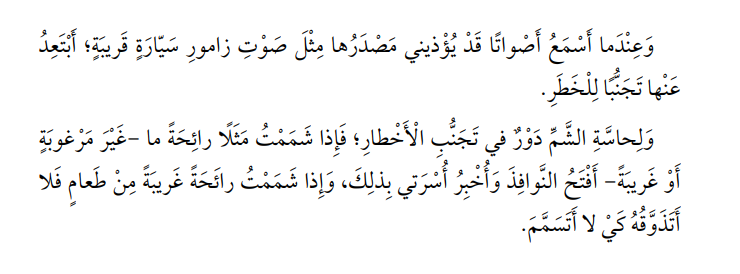 وَعِنْدَما أَسْمَعُ أَصْواتًا قَدْ يُؤْذيني مَصْدَرُها مِثْلَ صَوْتِ زامورِ سَيّارَةٍ قَريبَةٍ؛ أَبْتَعِدُ
عَنْها تَجَنُّبًا لِلْخَطَرِ.
وَلِحاسَّةِ الشَّمِّ دَوْرٌ في تَجَنُّبِ الْأَخْطارِ؛ فَإِذا شَمَمْتُ مَثَلًا رائِحَةً ما –غَيْرَ مَرْغوبَةٍ
أَوْ غَريبَةً– أَفْتَحُ النَّوافِذَ وَأُخْبِرُ أُسْرَتي بِذلِكَ، وَإِذا شَمَمْتُ رائَحَةً غَريبَةً مِنْ طَعامٍ فَلا
أَتَذَوَّقُهُ كَيْ لا أَتَسَمَّمَ.